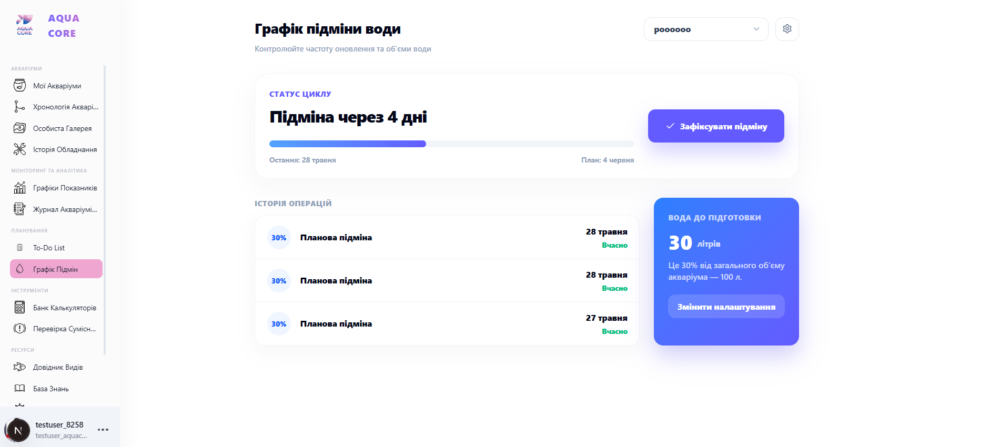 AQUA
CORE
AQUA
CORE
АКВАРІУМИ
Мої Акваріуми
Хронологія Акварі...
Особиста Галерея
Історія Обладнання
МОНІТОРИНГ ТА АНАЛІТИКА
Графіки Показників
Журнал Акваріумі...
ПЛАНУВАННЯ
To-Do List
Графік Підмін
ІНСТРУМЕНТИ
Банк Калькуляторів
Перевірка Сумісн...
РЕСУРСИ
Довідник Видів
База Знань
N
testuser_8258
testuser_aquac...
Графік підміни води
Контролюйте частоту оновлення та об'єми води
poooooo
СТАТУС ЦИКЛУ
Підміна через 4 дні
Остання: 28 травня
План: 4 червня
Зафіксувати підміну
ІСТОРІЯ ОПЕРАЦІЙ
30%
Планова підміна
28 травня
Вчасно
30%
Планова підміна
28 травня
Вчасно
30%
Планова підміна
27 травня
Вчасно
ВОДА ДО ПІДГОТОВКИ
30 літрів
Це 30% від загального об'єму
акваріума — 100 л.
Змінити налаштування